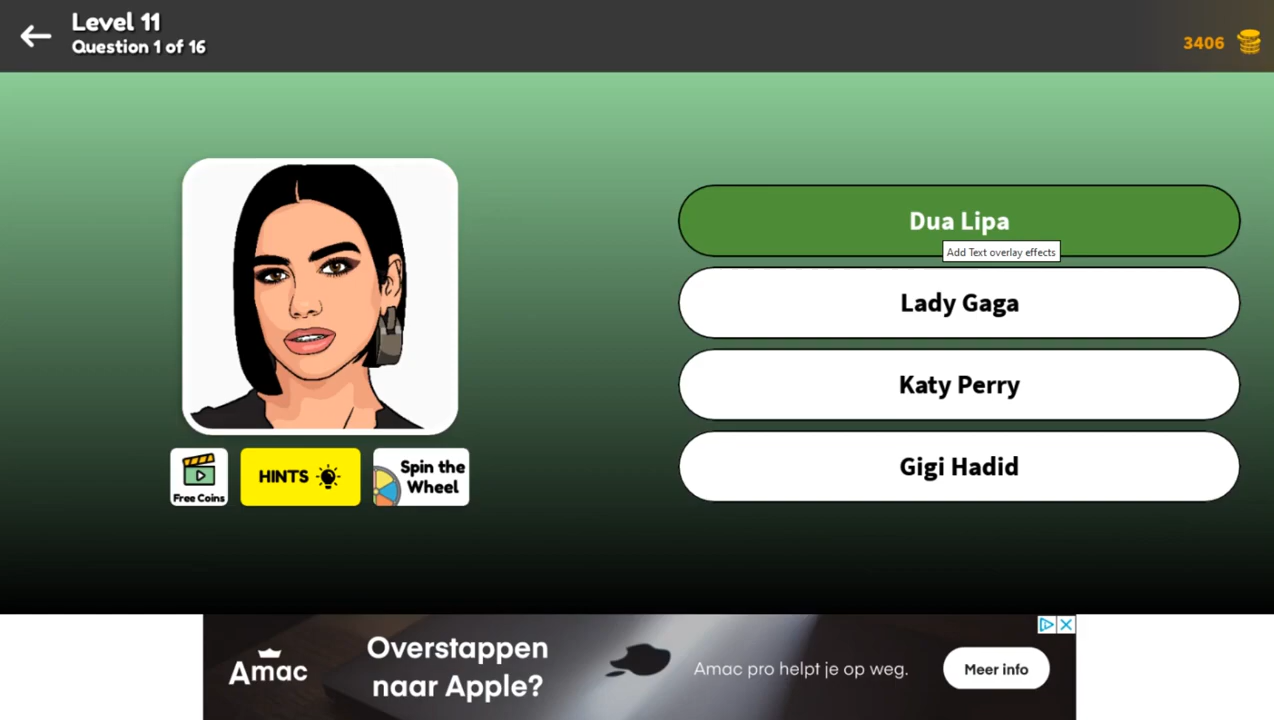 Level 11
Question 1 of 16
3406
Dua Lipa
Add Text overlay effects
Lady Gaga
Katy Perry
Gigi Hadid
Free Coins
HINTS
Spin the
Wheel
Amac
Overstappen
naar Apple?
Amac pro helpt je op weg.
Meer info